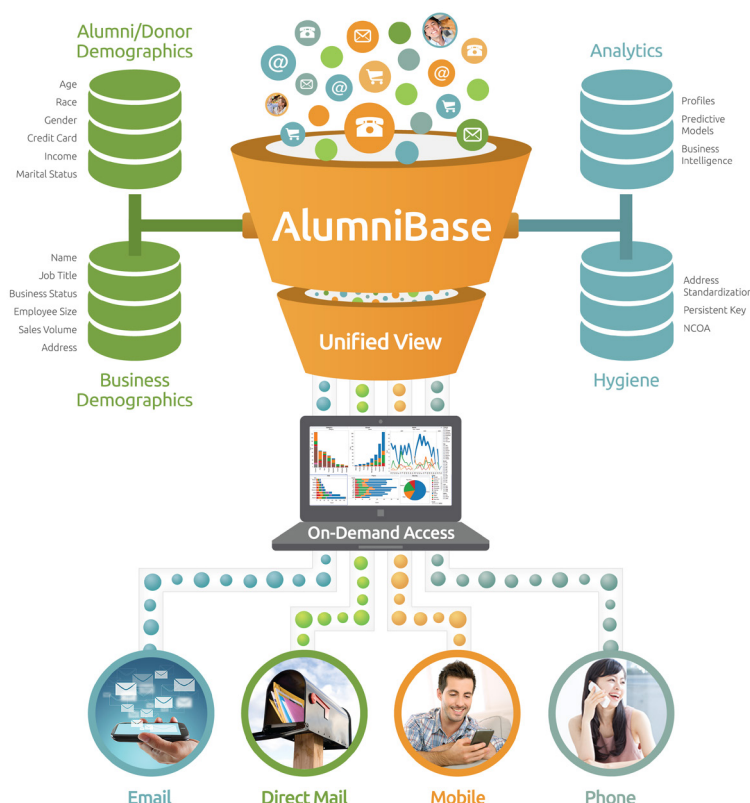 Alumni/Donor
Demographics
Age
Race
Gender
Credit Card
Income
Marital Status
Name
Job Title
Business Status
Employee Size
Sales Volume
Address
Business
Demographics
AlumniBase
Unified View
On-Demand Access
Analytics
Profiles
Predictive
Models
Business
Intelligence
Address
Standardization
Persistent Key
NCOA
Hygiene
Email
Direct Mail
Mobile
Phone